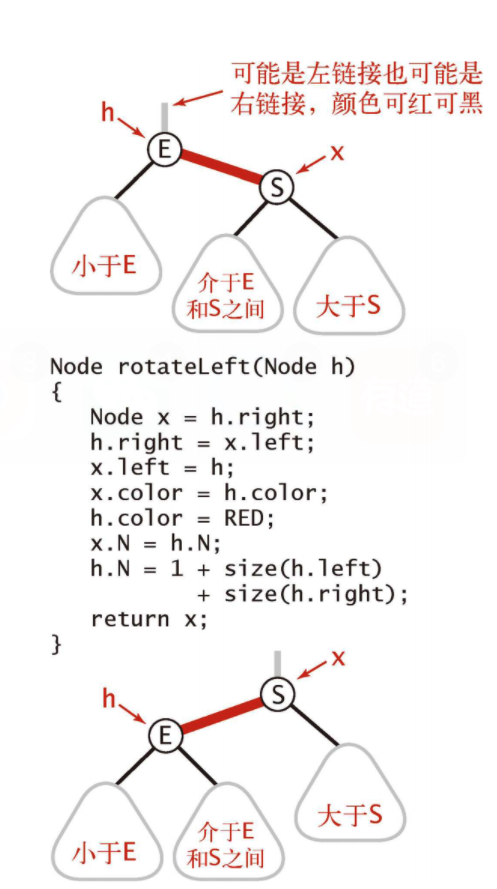 可能是左链接也可能是
右链接，颜色可红可黑
h
E
x
S
小于E
介于E
和S之间
大于S
Node rotateLeft(Node h)
{
   Node x = h.right;
   h.right = x.left;
   x.left = h;
   x.color = h.color;
   h.color = RED;
   x.N = h.N;
   h.N = 1 + size(h.left)
           + size(h.right);
   return x;
}
x
h
S
E
小于E
介于E
和S之间
大于S